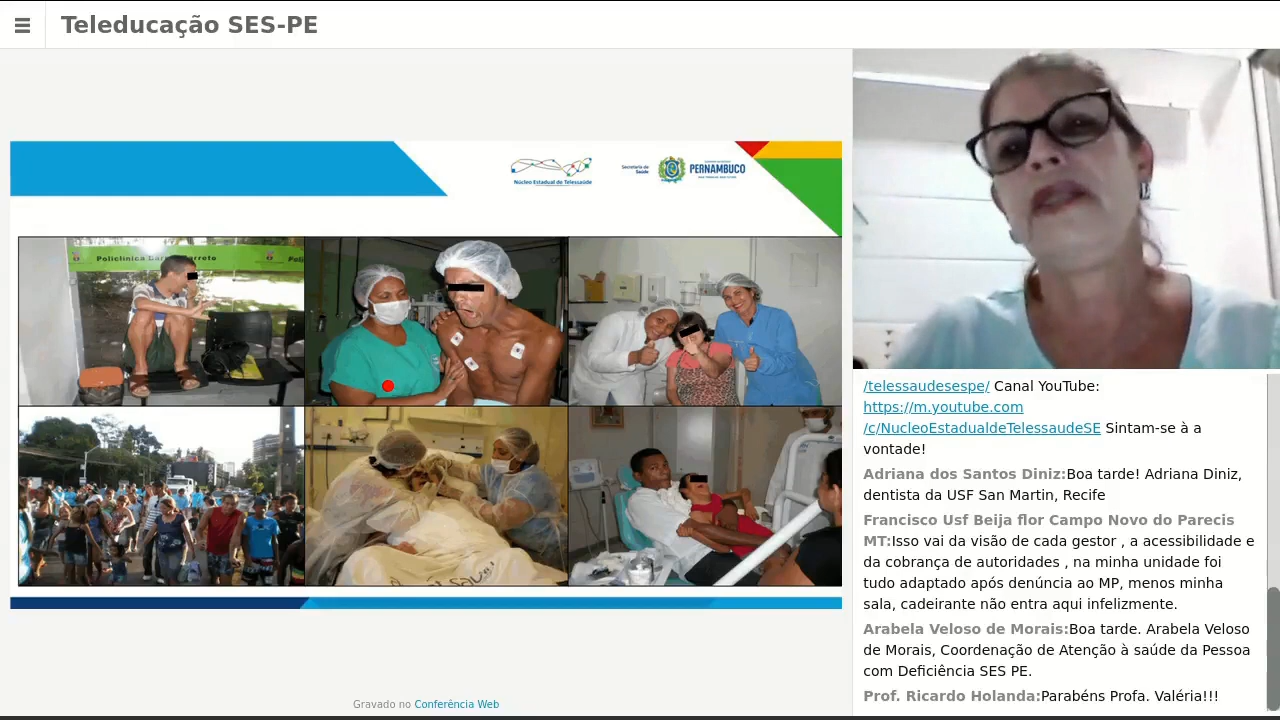 Teleducação SES-PE
Núcleo Estadual de Telessaúde
Secretaria de
Saúde
PERNAMBUCO
Policlínica
/telessaudesespe/ Canal YouTube:
https://m.youtube.com
/c/NucleoEstadualdeTelessaudeSE Sintam-se à a
vontade!
Adriana dos Santos Diniz:Boa tarde! Adriana Diniz,
dentista da USF San Martin, Recife
Francisco Usf Beija flor Campo Novo do Parecis
MT:Isso vai da visão de cada gestor , a acessibilidade e
da cobrança de autoridades , na minha unidade foi
tudo adaptado após denúncia ao MP, menos minha
sala, cadeirante não entra aqui infelizmente.
Arabela Veloso de Morais:Boa tarde. Arabela Veloso
de Morais, Coordenação de Atenção à saúde da Pessoa
com Deficiência SES PE.
Prof. Ricardo Holanda:Parabéns Profa. Valéria!!!
Gravado no Conferência Web